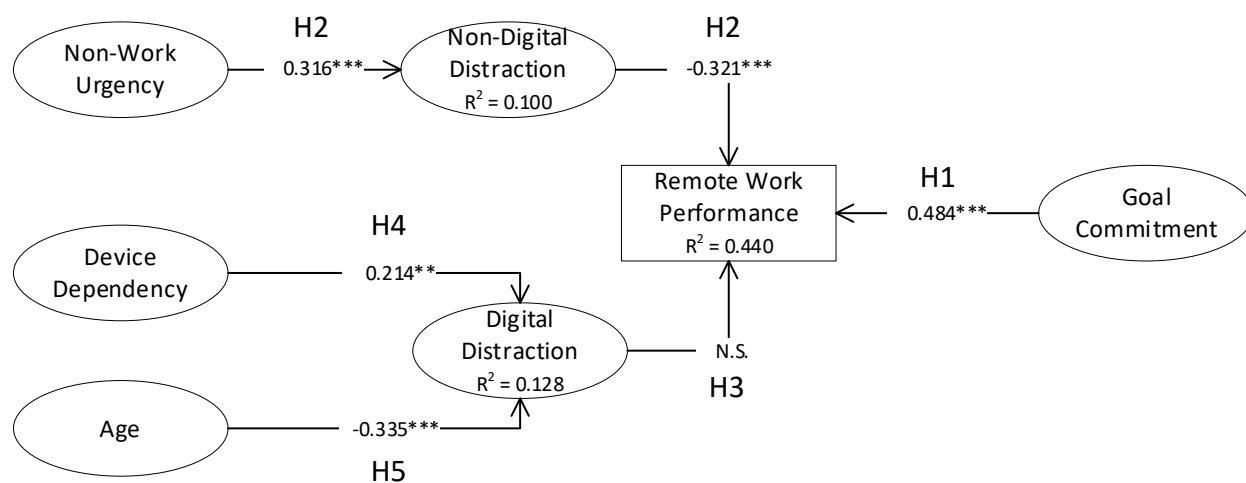 H2
H2
Non-Work
Urgency
0.316***
Non-Digital
Distraction
R² = 0.100
-0.321***
Remote Work
Performance
R² = 0.440
H1
0.484***
Goal
Commitment
H4
Device
Dependency
0.214**
Digital
Distraction
R² = 0.128
N.S.
H3
Age
-0.335***
H5